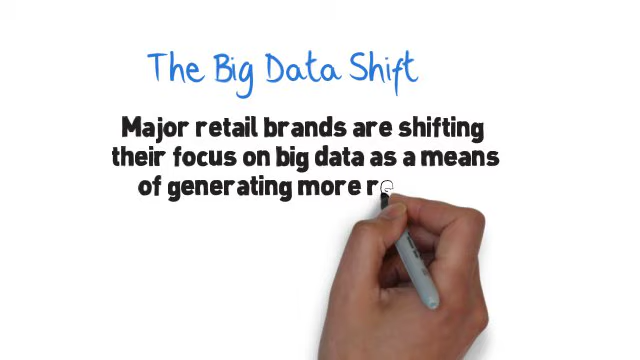 The Big Data Shift
Major retail brands are shifting
their focus on big data as a means
of generating more